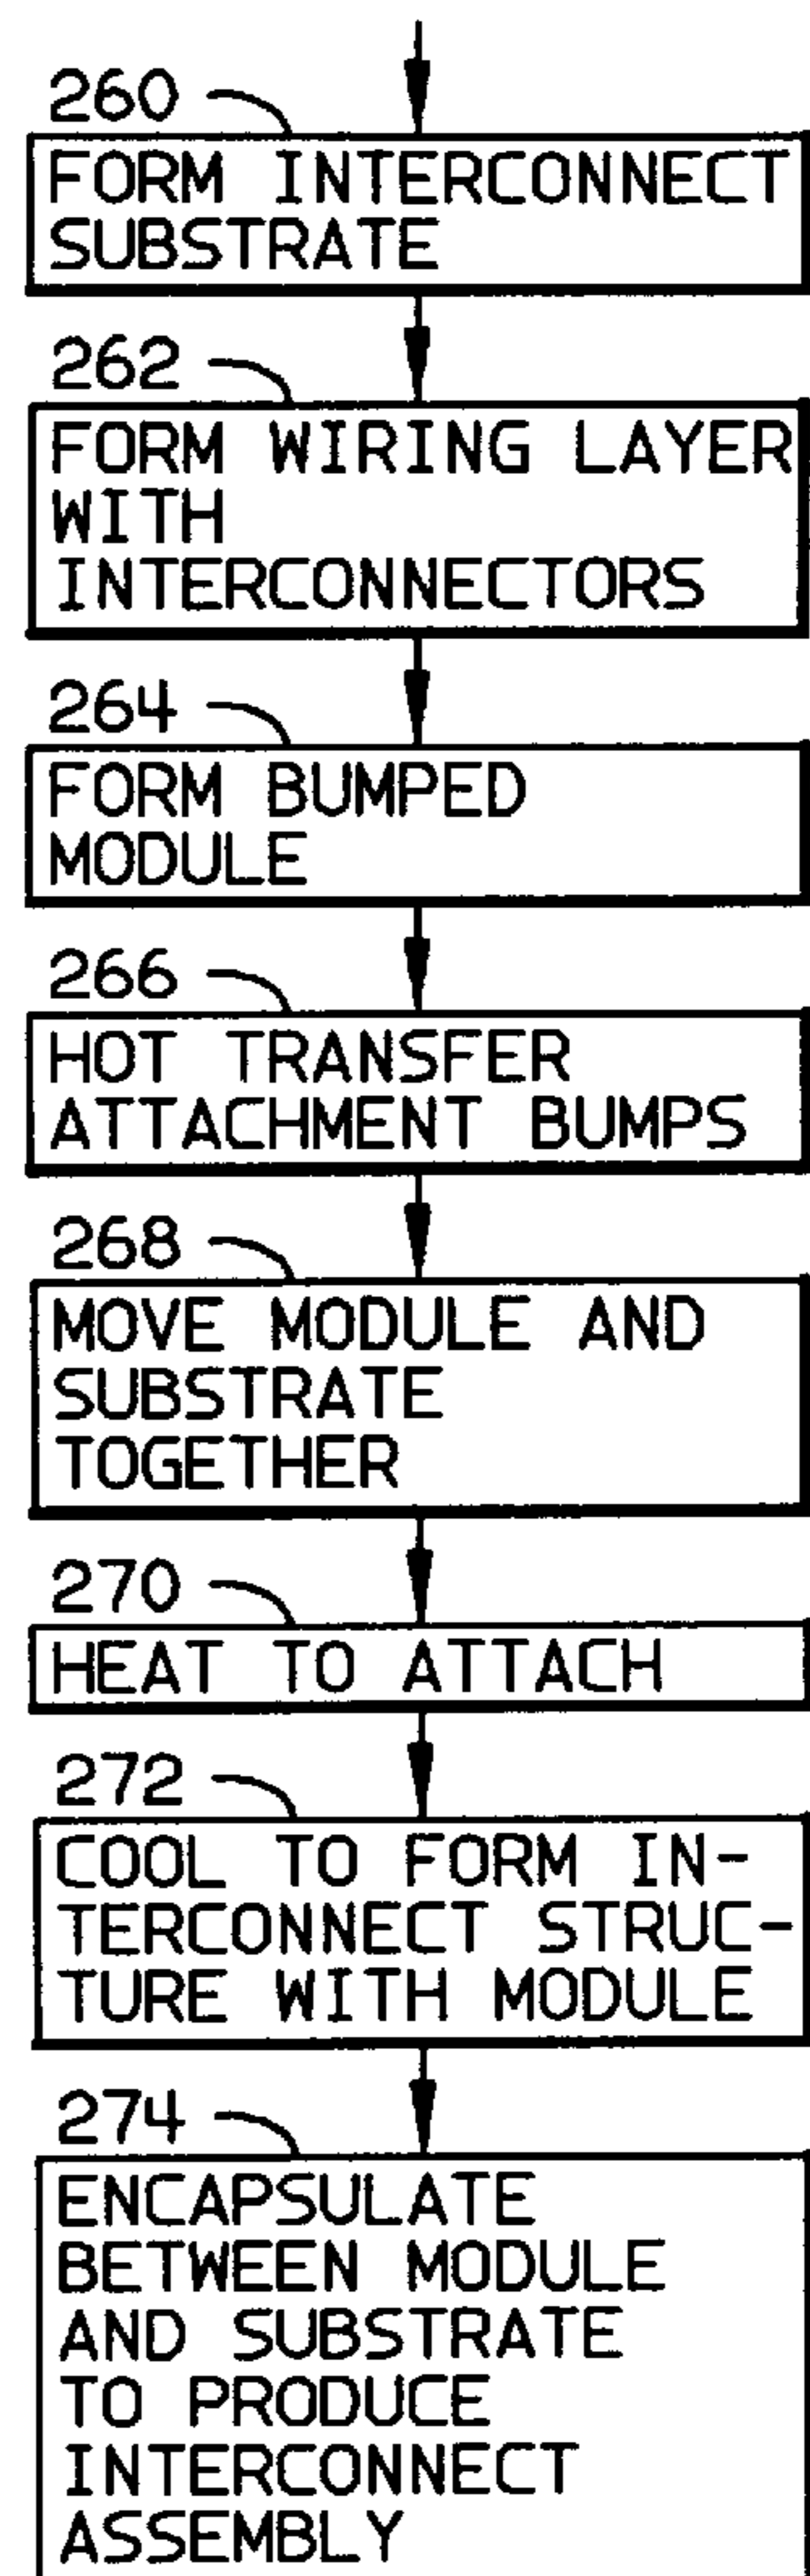 260
FORM INTERCONNECT
SUBSTRATE
262
FORM WIRING LAYER
WITH
INTERCONNECTORS
264
FORM BUMPED
MODULE
266
HOT TRANSFER
ATTACHMENT BUMPS
268
MOVE MODULE AND
SUBSTRATE
TOGETHER
270
HEAT TO ATTACH
272
COOL TO FORM IN-
TERCONNECT STRUC-
TURE WITH MODULE
274
ENCAPSULATE
BETWEEN MODULE
AND SUBSTRATE
TO PRODUCE
INTERCONNECT
ASSEMBLY